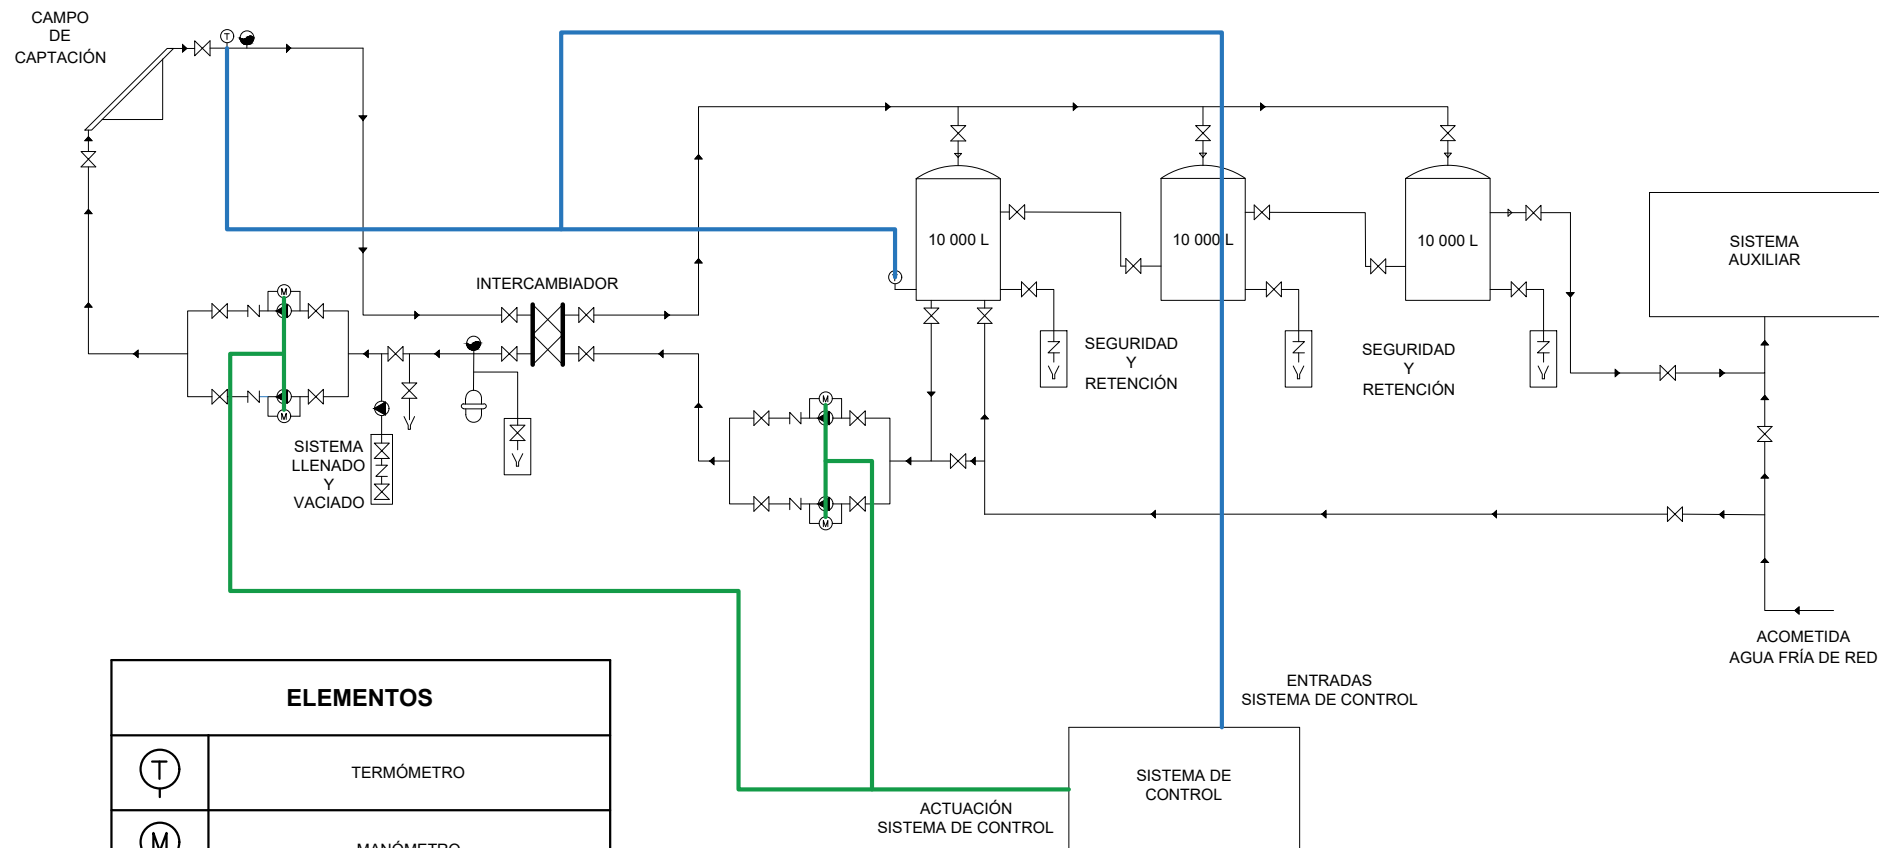 CAMPO
DE
CAPTACIÓN
T
INTERCAMBIADOR
10 000 L
10 000 L
10 000 L
SISTEMA
AUXILIAR
T
M
M
SEGURIDAD
Y
RETENCIÓN
SEGURIDAD
Y
RETENCIÓN
M
M
SISTEMA
LLENADO
Y
VACIADO
ACOMETIDA
AGUA FRÍA DE RED
ENTRADAS
SISTEMA DE CONTROL
SISTEMA DE
CONTROL
ACTUACIÓN
SISTEMA DE CONTROL
ELEMENTOS
T TERMÓMETRO
M MANÓMETRO